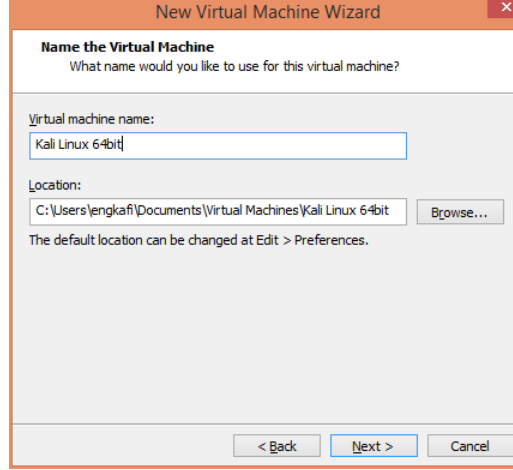 New Virtual Machine Wizard
Name the Virtual Machine
What name would you like to use for this virtual machine?
Virtual machine name:
Kali Linux 64bit
Location:
C:\Users\engkafi\Documents\Virtual Machines\Kali Linux 64bit
Browse...
The default location can be changed at Edit > Preferences.
< Back Next > Cancel